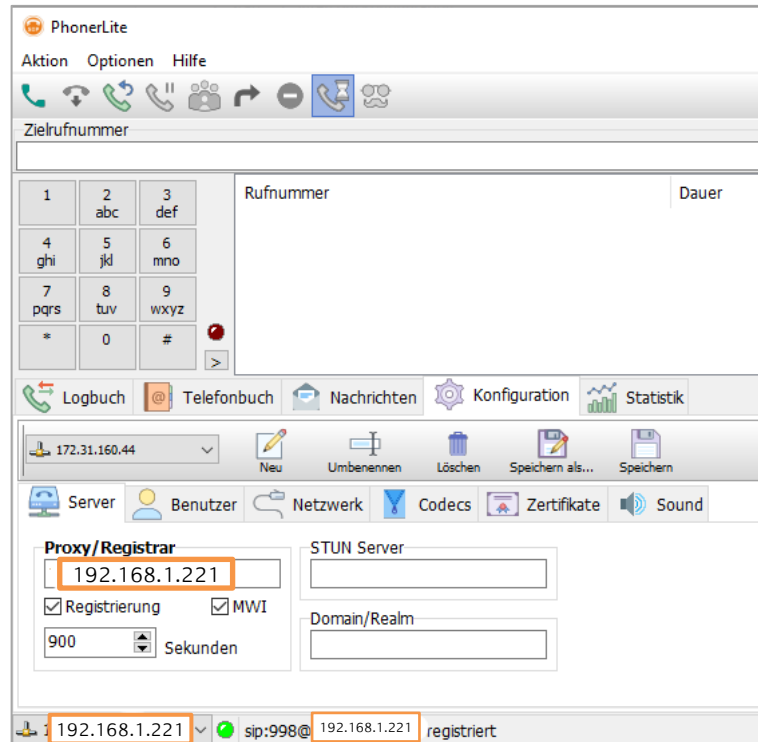 PhonerLite
Aktion Optionen Hilfe
Zielrufnummer
1 2 3
abc def
Rufnummer Dauer
4 5 6
ghi jkl mno
7 8 9
pqrs tuv wxyz
* 0 #
>
Logbuch @ Telefonbuch Nachrichten Konfiguration Statistik
172.31.160.44
Neu Umbenennen Löschen Speichern als... Speichern
Server Benutzer Netzwerk Codecs Zertifikate Sound
Proxy/Registrar STUN Server
192.168.1.221
Registrierung MWI
Domain/Realm
900 Sekunden
192.168.1.221 sip:998@ 192.168.1.221 registriert